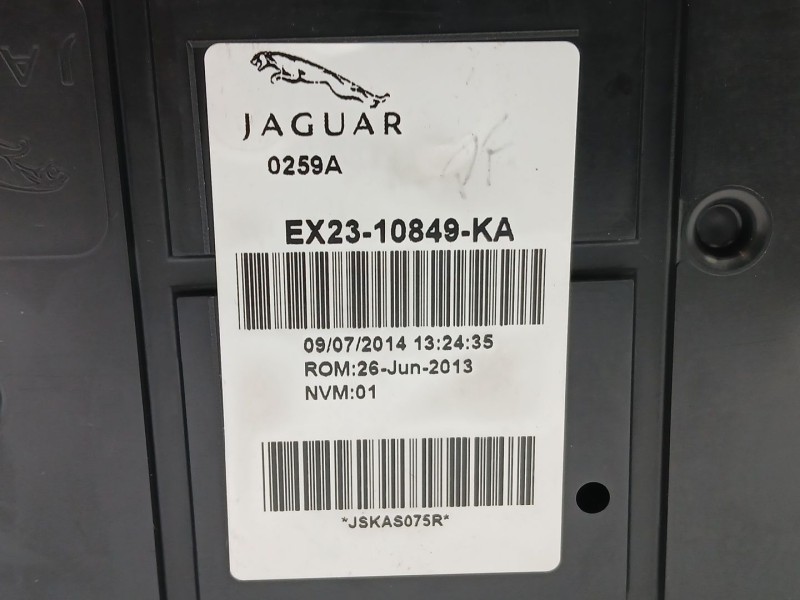 JAGUAR
0259A
EX23-10849-KA
09/07/2014 13:24:35
ROM:26-Jun-2013
NVM:01
*JSKAS075R*